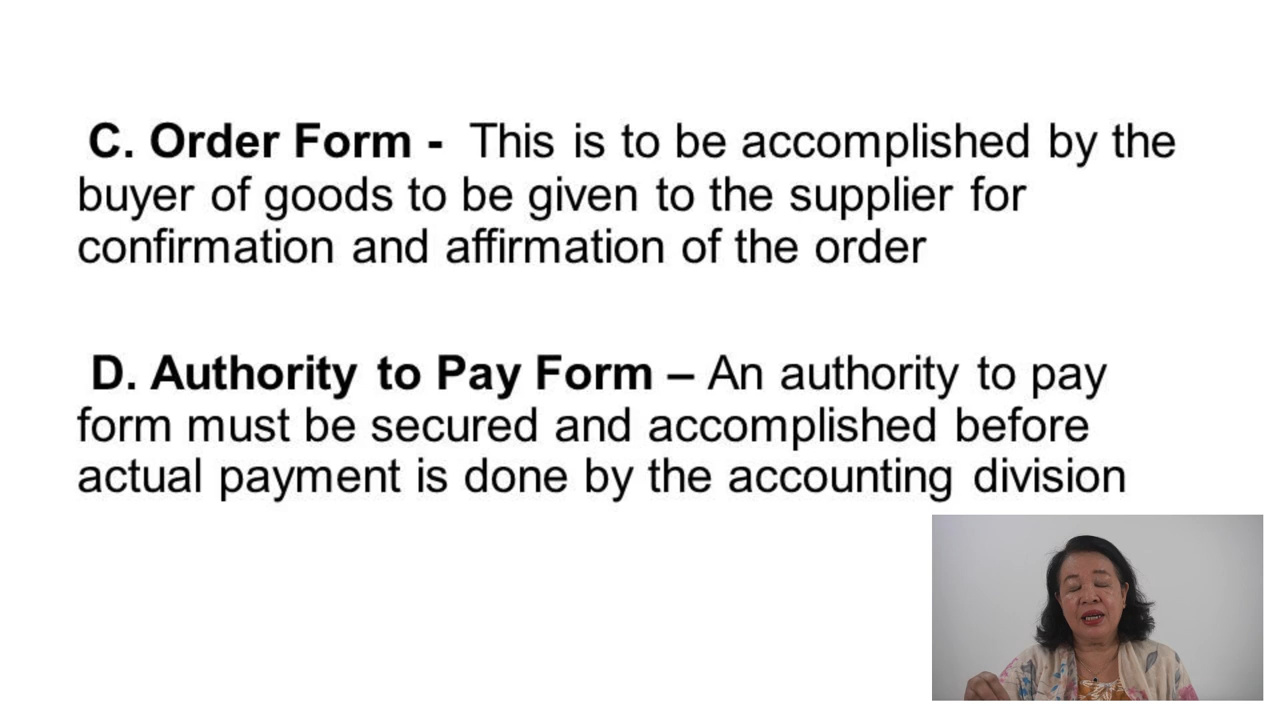 C. Order Form - This is to be accomplished by the
buyer of goods to be given to the supplier for
confirmation and affirmation of the order
D. Authority to Pay Form – An authority to pay
form must be secured and accomplished before
actual payment is done by the accounting division